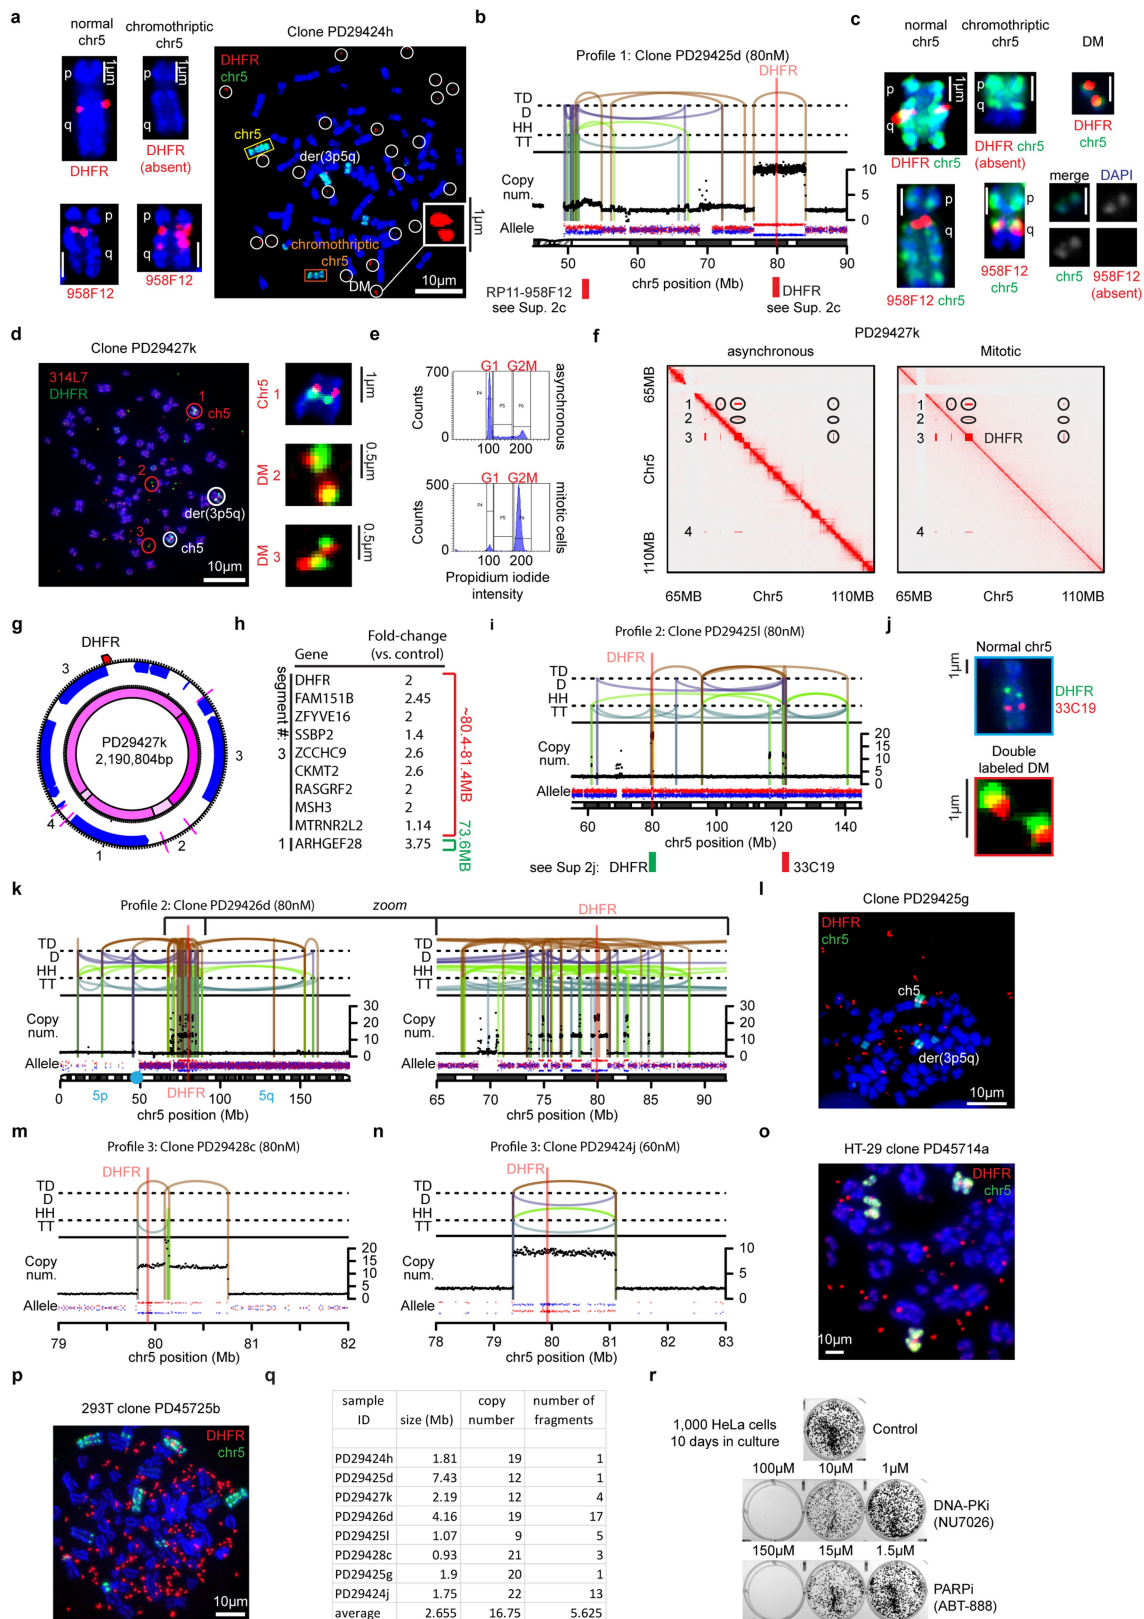 a
normal chr5
chromothriptic chr5
p
q
1µm
1µm
DHFR
DHFR (absent)
p
q
958F12
958F12
Clone PD29424h
DHFR
chr5
chr5
der(3p5q)
chromothriptic chr5
DM
10µm
1µm
b
Profile 1: Clone PD29425d (80nM)
DHFR
TD
D
HH
TT
Copy num.
10
5
0
Allele
50 60 70 80 90
chr5 position (Mb)
RP11-958F12
see Sup. 2c
DHFR
see Sup. 2c
c
normal chr5
chromothriptic chr5
DM
p
q
1µm
DHFR chr5
DHFR chr5 (absent)
DHFR
chr5
merge DAPI
p
q
958F12 chr5
958F12 chr5
chr5
958F12 (absent)
d
Clone PD29427k
314L7
DHFR
1
ch5
2
der(3p5q)
3
ch5
10µm
Chr5 1
1µm
DM 2
0.5µm
DM 3
0.5µm
e
G1 G2M
700
Counts
0
P4 P5 P6
100 200
asynchronous
G1 G2M
500
Counts
0
P5 P6
100 200
mitotic cells
Propidium iodide intensity
f
PD29427k
asynchronous
Mitotic
65MB
Chr5
110MB
1
2
3
4
65MB Chr5 110MB
1
2
3
DHFR
4
65MB Chr5 110MB
g
DHFR
3
3
PD29427k
2,190,804bp
4
1
2
h
Gene
Fold-change (vs. control)
segment #
DHFR 2
FAM151B 2.45
ZFYVE16 2
SSBP2 1.4
3 ZCCHC9 2.6
CKMT2 2.6
RASGRF2 2
MSH3 2
MTRNR2L2 1.14
1 ARHGEF28 3.75
~80.4-81.4MB
73.6MB
i
Profile 2: Clone PD29425l (80nM)
DHFR
TD
D
HH
TT
Copy num.
20
15
10
5
0
Allele
60 80 100 120 140
chr5 position (Mb)
see Sup 2j: DHFR
33C19
j
Normal chr5
1µm
DHFR
33C19
Double labeled DM
1µm
k
Profile 2: Clone PD29426d (80nM)
zoom
DHFR
TD
D
HH
TT
Copy num.
30
20
10
0
Allele
5p DHFR 5q
0 50 100 150
chr5 position (Mb)
TD
D
HH
TT
Copy num.
30
20
10
0
Allele
65 70 75 80 85 90
chr5 position (Mb)
l
Clone PD29425g
DHFR
chr5
ch5
der(3p5q)
10µm
m
Profile 3: Clone PD29428c (80nM)
DHFR
TD
D
HH
TT
Copy num.
20
15
10
5
0
Allele
79 80 81 82
chr5 position (Mb)
n
Profile 3: Clone PD29424j (60nM)
DHFR
TD
D
HH
TT
Copy num.
10
5
0
Allele
78 79 80 81 82 83
chr5 position (Mb)
o
HT-29 clone PD45714a
DHFR
chr5
10µm
p
293T clone PD45725b
DHFR
chr5
10µm
q
sample ID size (Mb) copy number number of fragments
PD29424h 1.81 19 1
PD29425d 7.43 12 1
PD29427k 2.19 12 4
PD29426d 4.16 19 17
PD29425l 1.07 9 5
PD29428c 0.93 21 3
PD29425g 1.9 20 1
PD29424j 1.75 22 13
average 2.655 16.75 5.625
r
1,000 HeLa cells
10 days in culture
Control
100µM 10µM 1µM
DNA-PKi
(NU7026)
150µM 15µM 1.5µM
PARPi
(ABT-888)